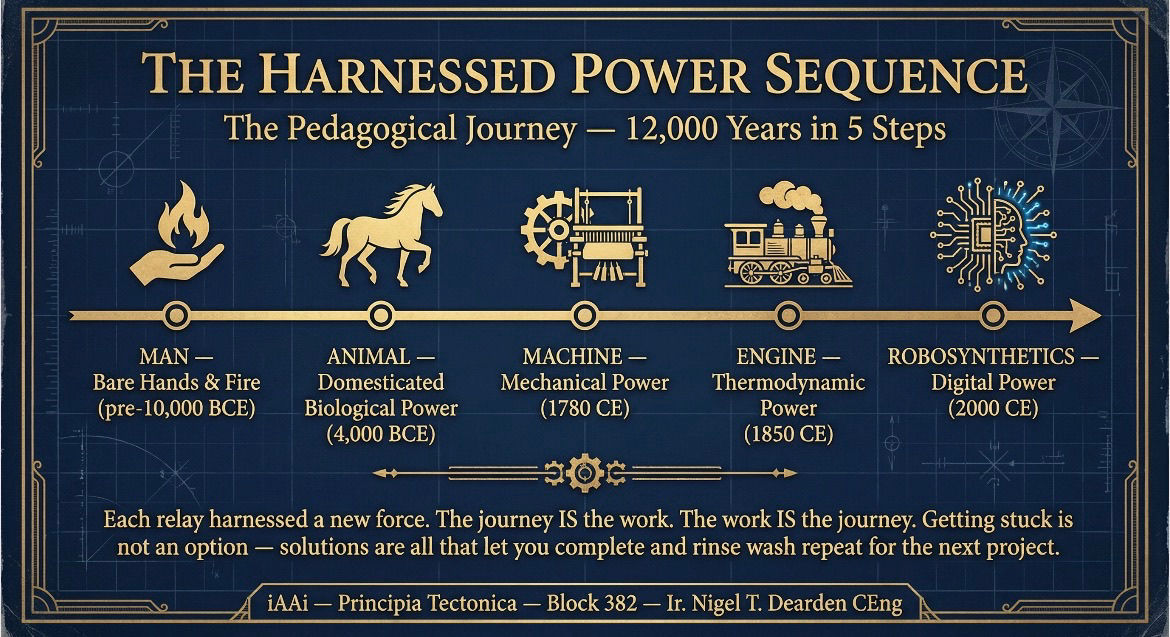 THE HARNESSED POWER SEQUENCE
The Pedagogical Journey — 12,000 Years in 5 Steps
MAN —
Bare Hands & Fire
(pre-10,000 BCE)
ANIMAL —
Domesticated
Biological Power
(4,000 BCE)
MACHINE —
Mechanical Power
(1780 CE)
ENGINE —
Thermodynamic
Power
(1850 CE)
ROBOSYNTHETICS —
Digital Power
(2000 CE)
Each relay harnessed a new force. The journey IS the work. The work IS the journey. Getting stuck is
not an option — solutions are all that let you complete and rinse wash repeat for the next project.
iAAi — Principia Tectonica — Block 382 — Ir. Nigel T. Dearden CEng